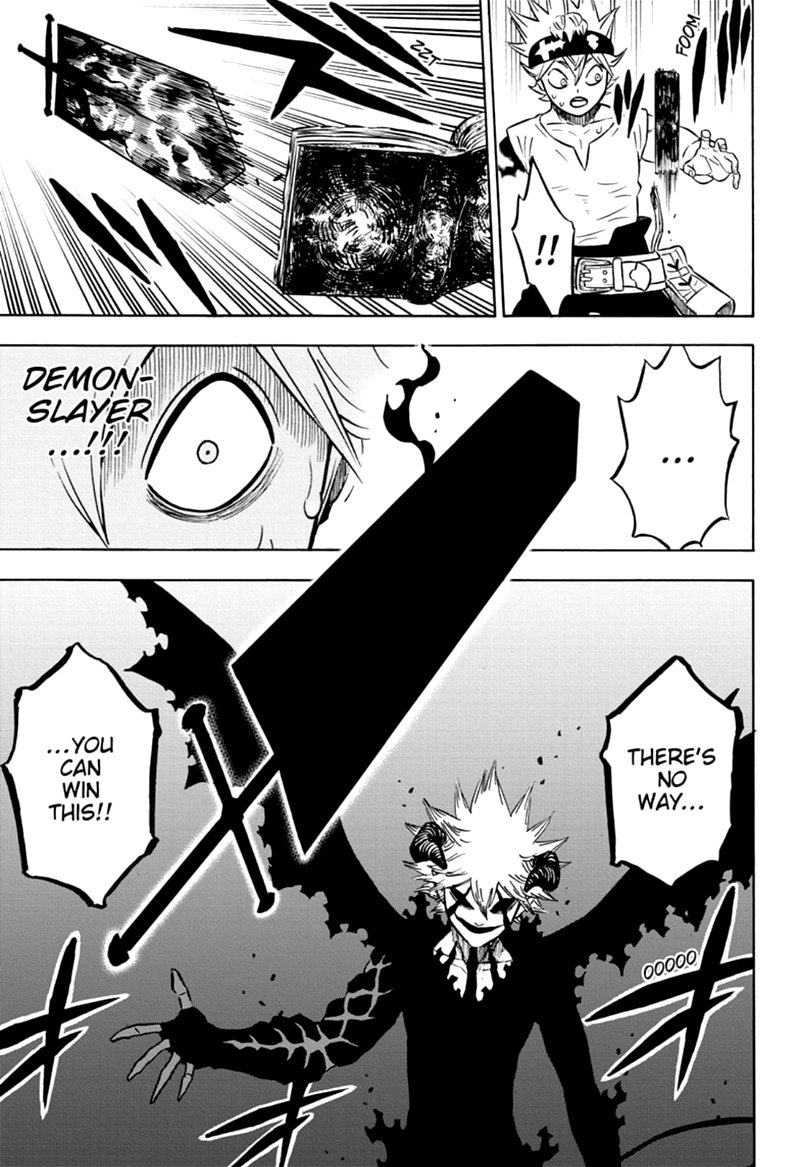 FOOM
!!
ZZT
...
DEMON-
SLAYER
...!!!
THERE'S
NO
WAY...
...YOU
CAN
WIN
THIS!!
OOOOO